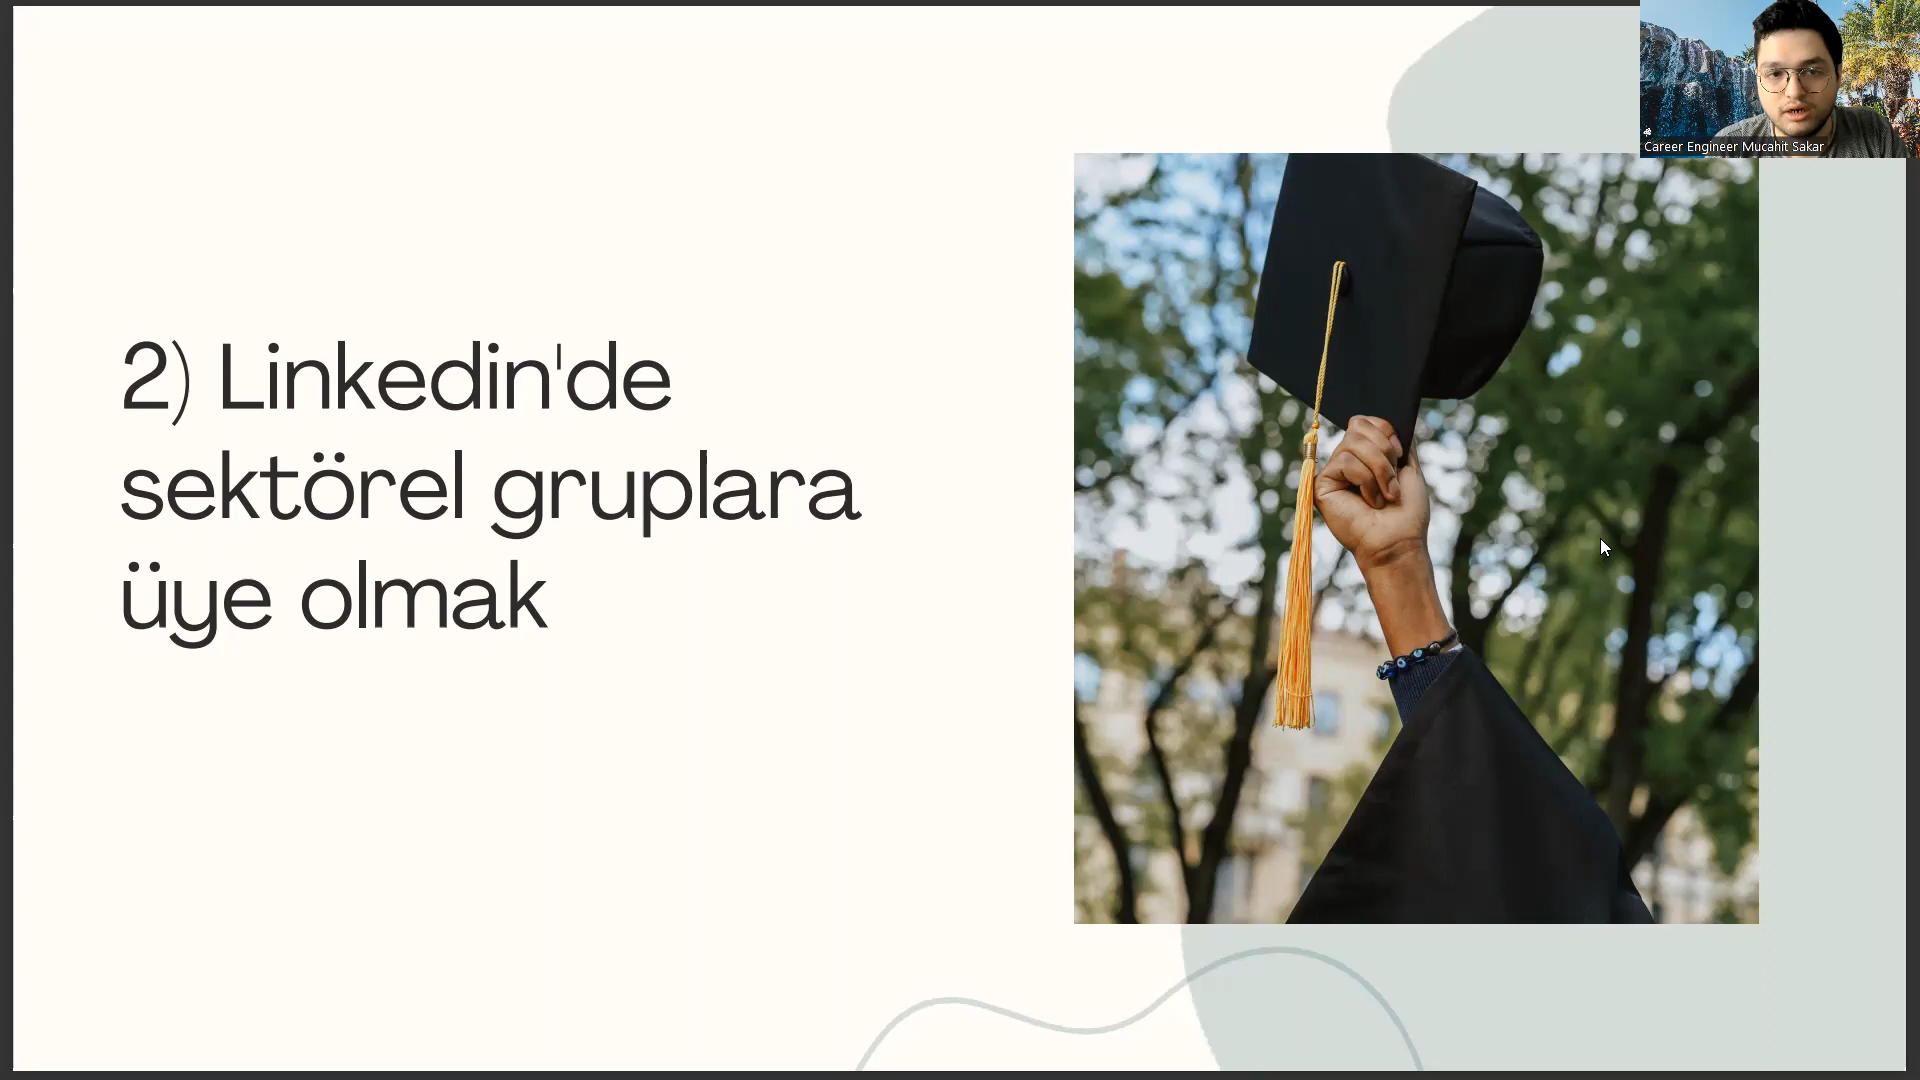 2) Linkedin'de
sektörel gruplara
üye olmak
Career Engineer Mucahit Sakar